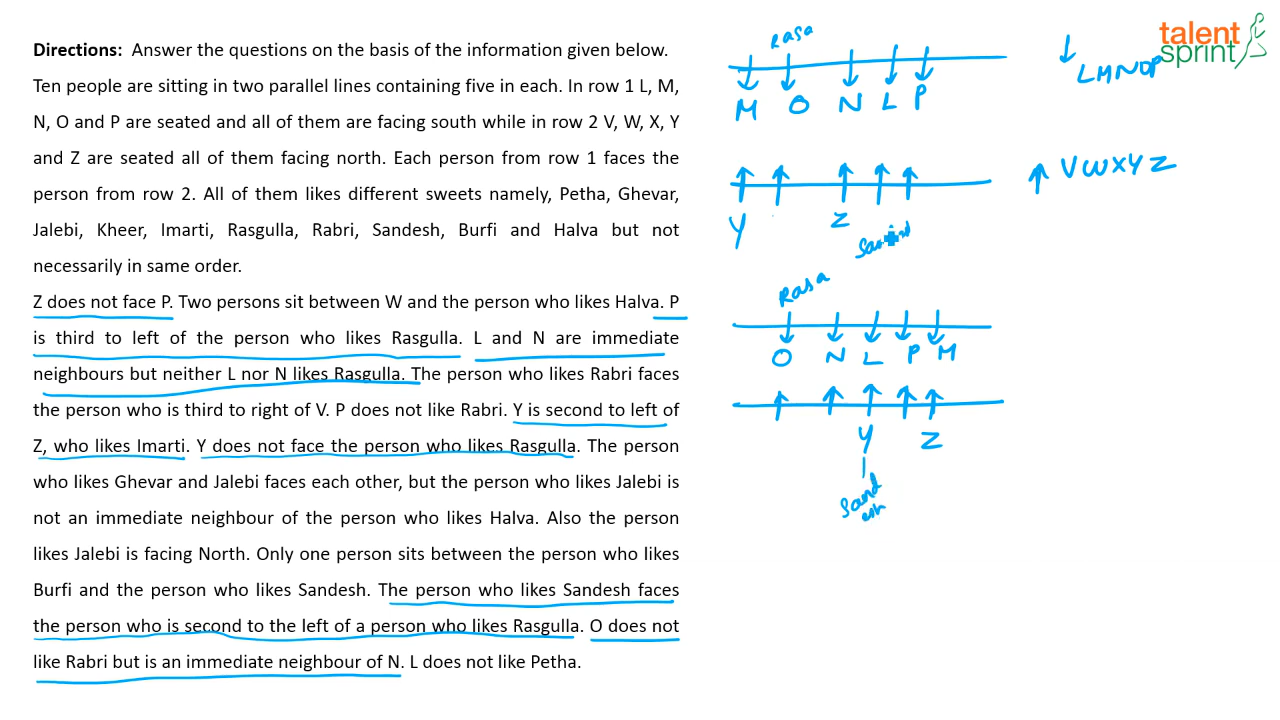 talent
sprint
Directions: Answer the questions on the basis of the information given below.
Ten people are sitting in two parallel lines containing five in each. In row 1 L, M,
N, O and P are seated and all of them are facing south while in row 2 V, W, X, Y
and Z are seated all of them facing north. Each person from row 1 faces the
person from row 2. All of them likes different sweets namely, Petha, Ghevar,
Jalebi, Kheer, Imarti, Rasgulla, Rabri, Sandesh, Burfi and Halva but not
necessarily in same order.
Z does not face P. Two persons sit between W and the person who likes Halva. P
is third to left of the person who likes Rasgulla. L and N are immediate
neighbours but neither L nor N likes Rasgulla. The person who likes Rabri faces
the person who is third to right of V. P does not like Rabri. Y is second to left of
Z, who likes Imarti. Y does not face the person who likes Rasgulla. The person
who likes Ghevar and Jalebi faces each other, but the person who likes Jalebi is
not an immediate neighbour of the person who likes Halva. Also the person
likes Jalebi is facing North. Only one person sits between the person who likes
Burfi and the person who likes Sandesh. The person who likes Sandesh faces
the person who is second to the left of a person who likes Rasgulla. O does not
like Rabri but is an immediate neighbour of N. L does not like Petha.
Rasa
M O N L P
LMNOP
VWXYZ
Y Z
Rasa
O N L P M
Y Z
Sand
esh